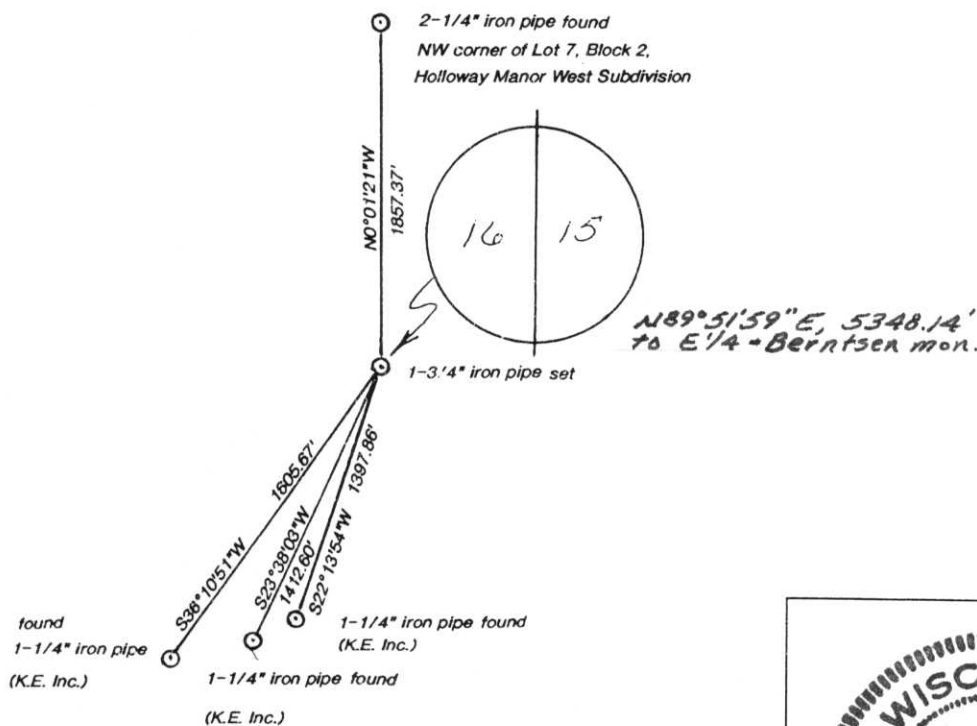 2-1/4" iron pipe found
NW corner of Lot 7, Block 2,
Holloway Manor West Subdivision
N0°01'21"W
1857.37'
16 15
N89°51'59"E, 5348.14'
to E 1/4 - Berntsen mon.
1-3/4" iron pipe set
1605.67'
S36°10'51"W
S23°38'03"W
1412.60'
1397.86'
S22°13'54"W
found
1-1/4" iron pipe
(K.E. Inc.)
1-1/4" iron pipe found
(K.E. Inc.)
1-1/4" iron pipe found
(K.E. Inc.)
WISC